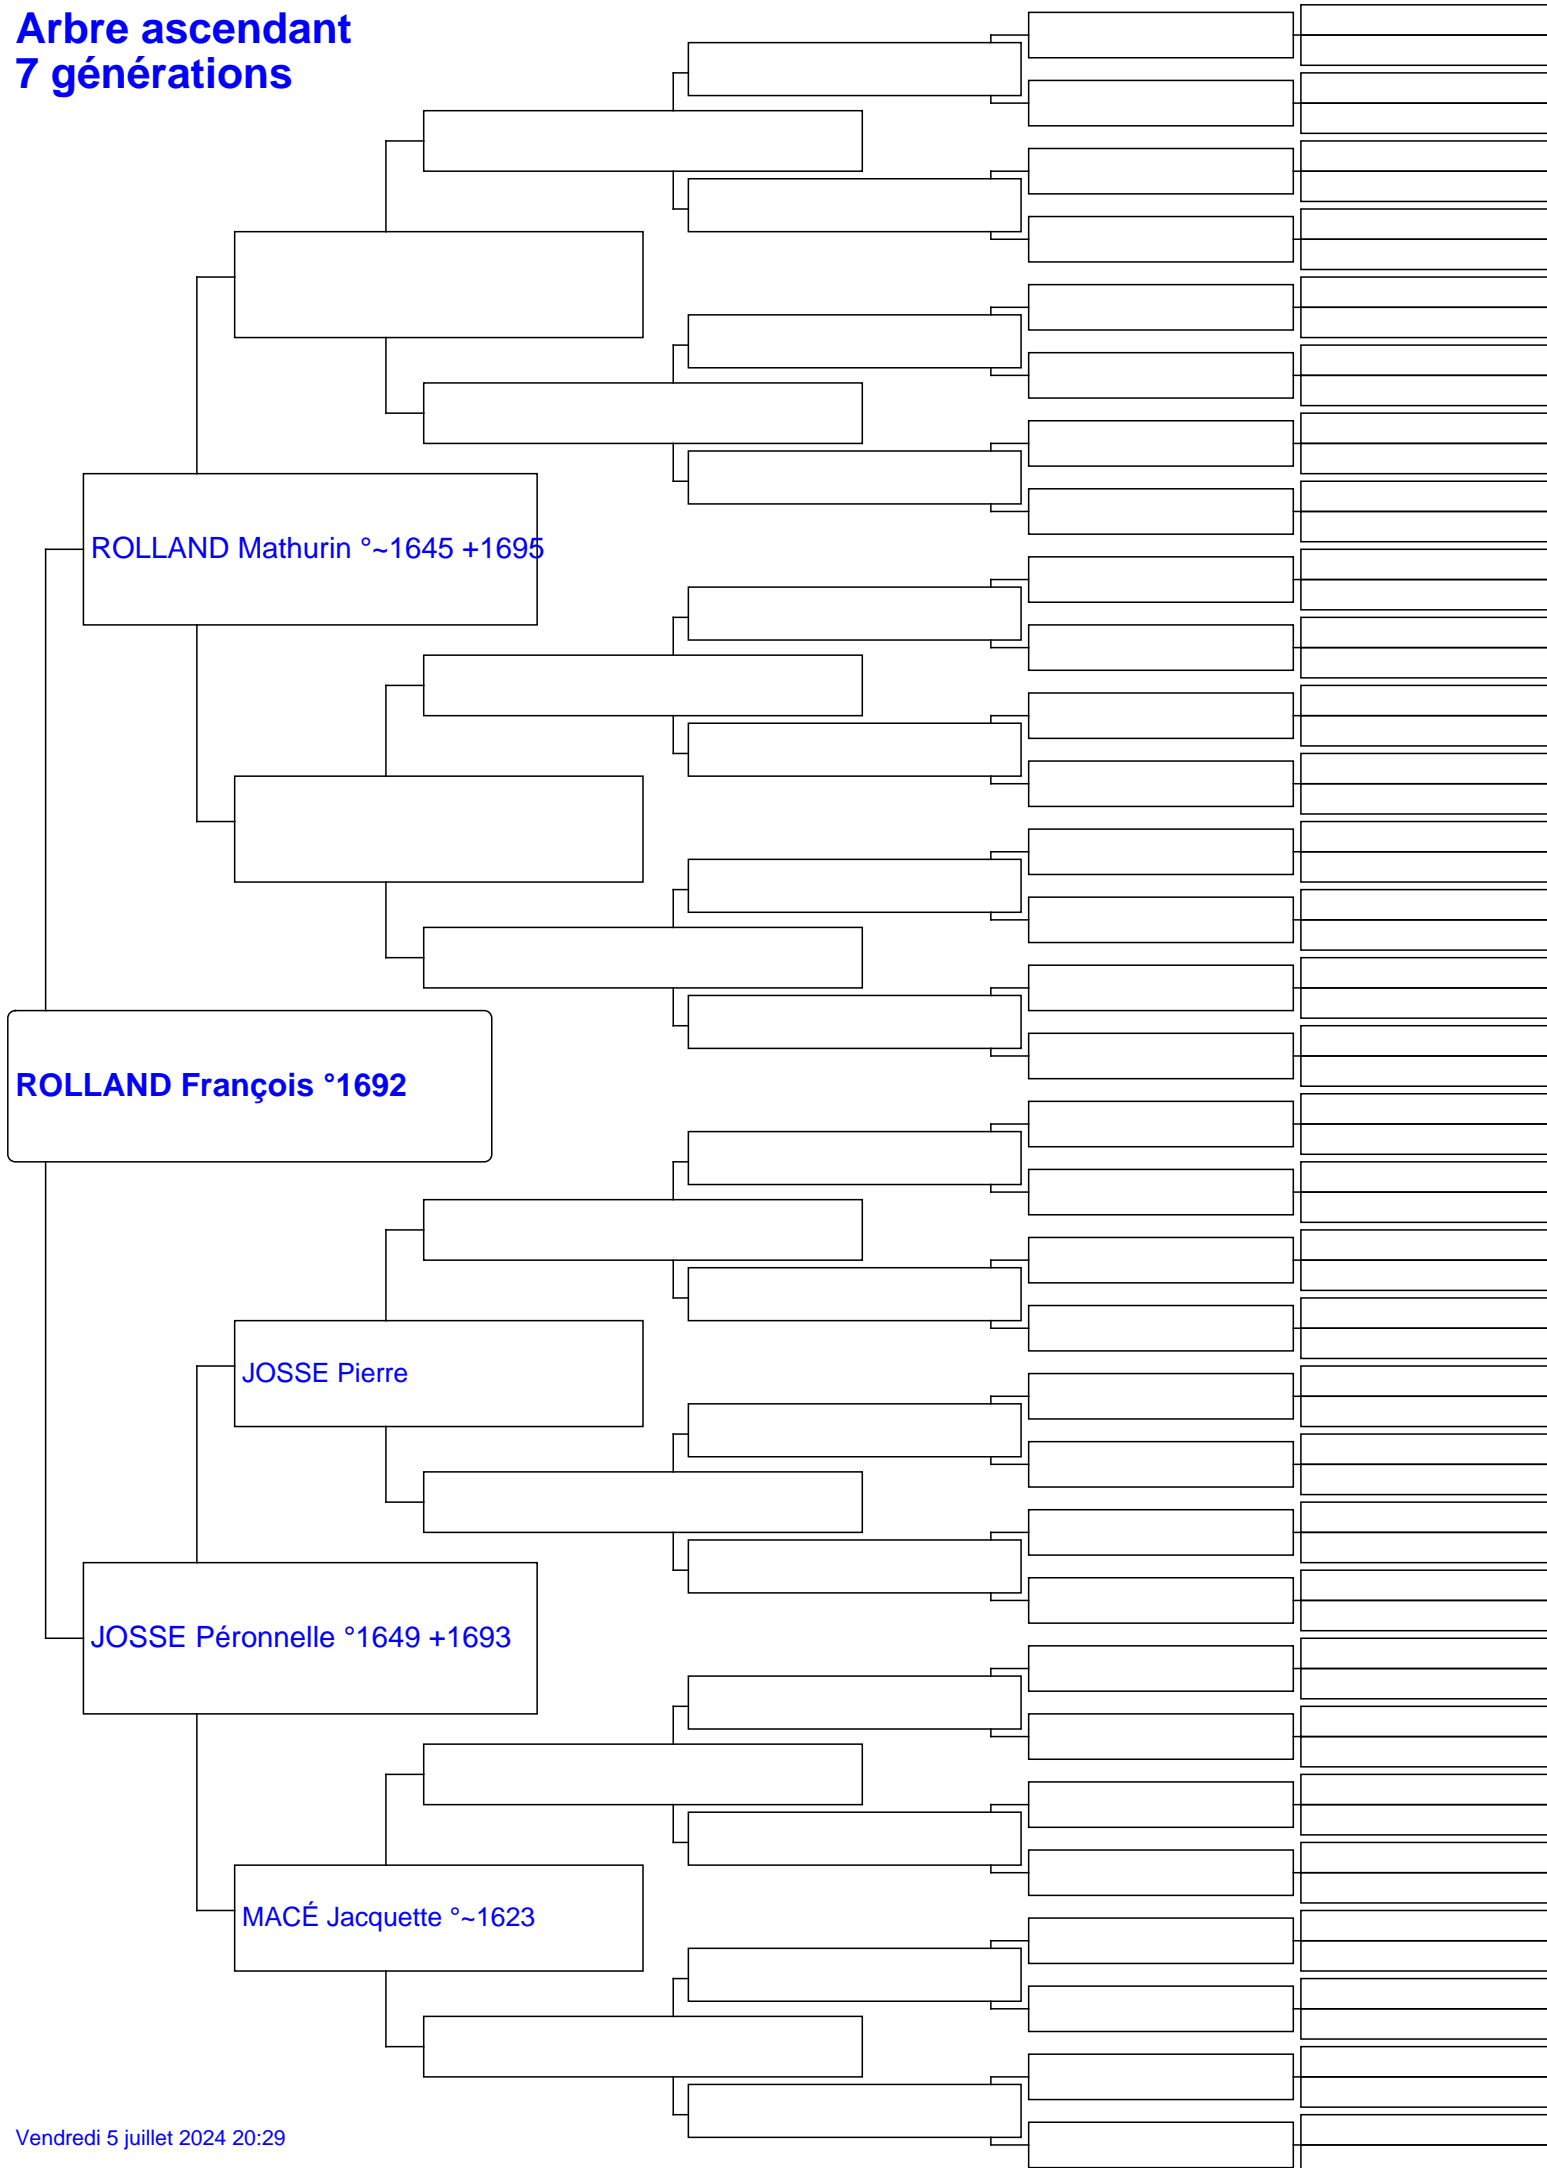 Arbre ascendant
7 générations
ROLLAND Mathurin °~1645 +1695
ROLLAND François °1692
JOSSE Pierre
JOSSE Péronnelle °1649 +1693
MACÉ Jacquette °~1623
Vendredi 5 juillet 2024 20:29